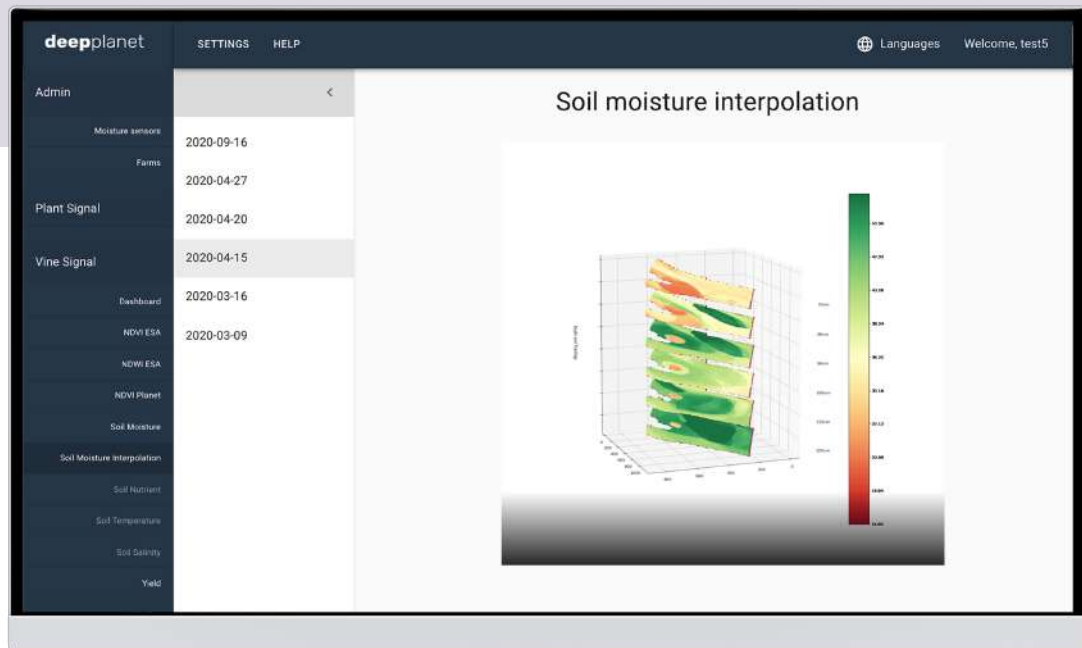 deepplanet
SETTINGS
HELP
Languages
Welcome, test5
Admin
Moisture sensors
Farms
Plant Signal
Vine Signal
Dashboard
NDVI ESA
NDWI ESA
NDVI Planet
Soil Moisture
Soil Moisture Interpolation
Soil Nutrient
Soil Temperature
Soil Salinity
Yield
2020-09-16
2020-04-27
2020-04-20
2020-04-15
2020-03-16
2020-03-09
Soil moisture interpolation